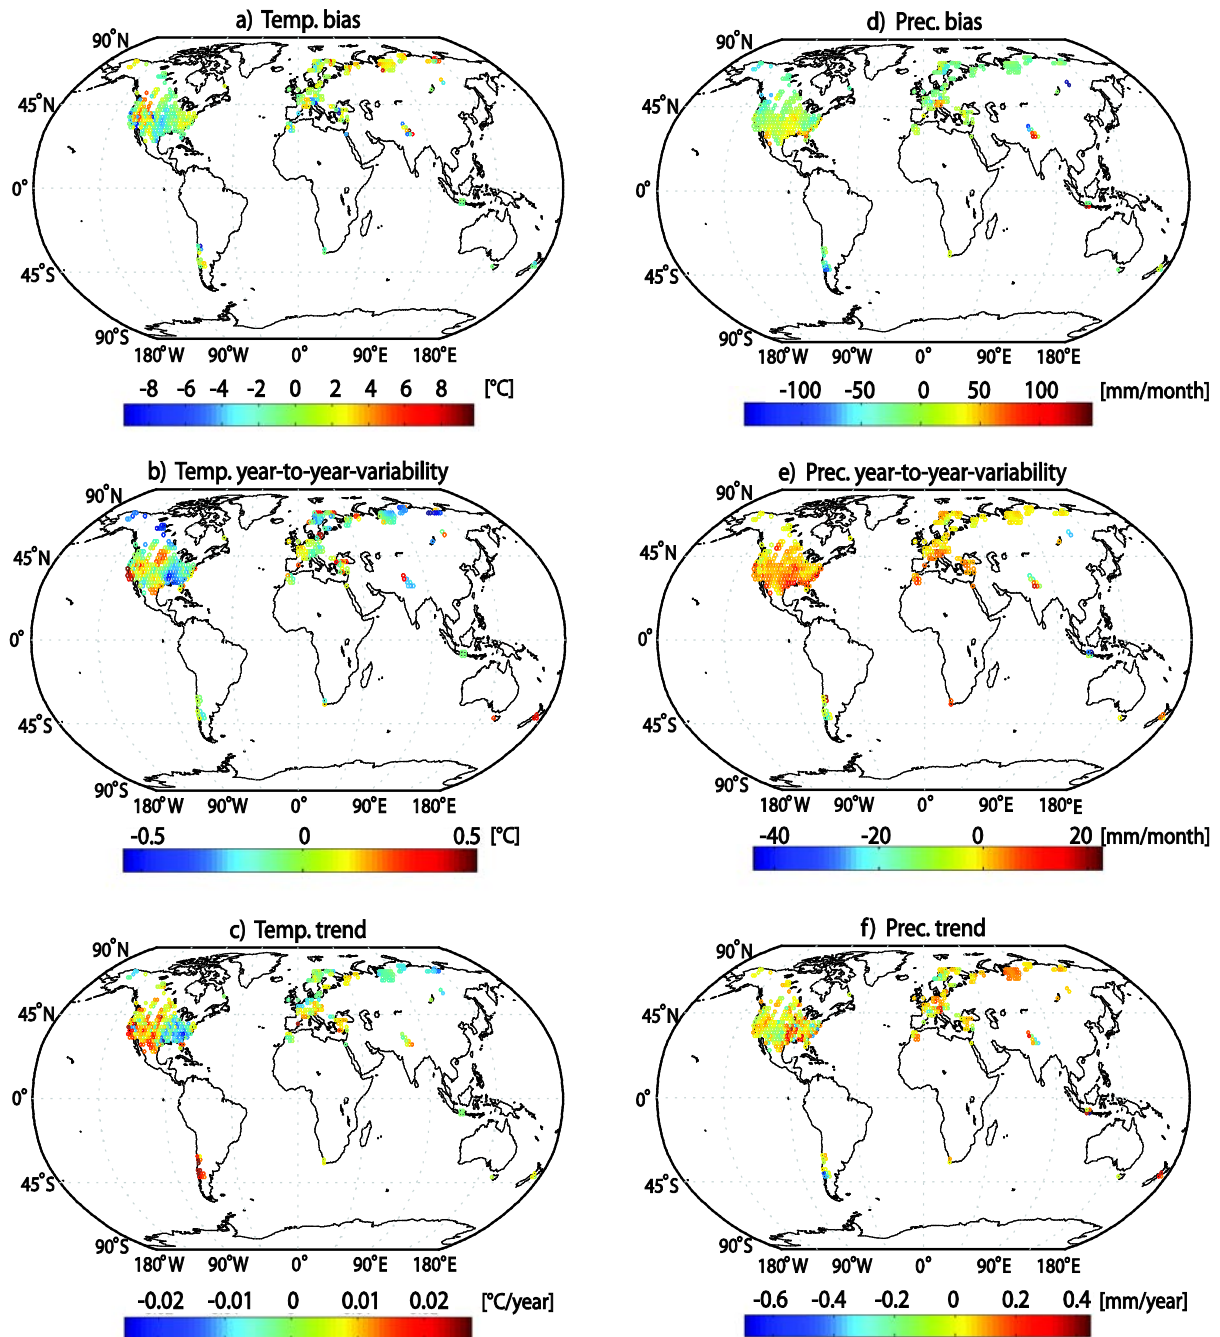 a) Temp. bias
90°N
45°N
0°
45°S
90°S
180°W 90°W 0° 90°E 180°E
-8 -6 -4 -2 0 2 4 6 8 [°C]
d) Prec. bias
90°N
45°N
0°
45°S
90°S
180°W 90°W 0° 90°E 180°E
-100 -50 0 50 100 [mm/month]
b) Temp. year-to-year-variability
90°N
45°N
0°
45°S
90°S
180°W 90°W 0° 90°E 180°E
-0.5 0 0.5 [°C]
e) Prec. year-to-year-variability
90°N
45°N
0°
45°S
90°S
180°W 90°W 0° 90°E 180°E
-40 -20 0 20 [mm/month]
c) Temp. trend
90°N
45°N
0°
45°S
90°S
180°W 90°W 0° 90°E 180°E
-0.02 -0.01 0 0.01 0.02 [°C/year]
f) Prec. trend
90°N
45°N
0°
45°S
90°S
180°W 90°W 0° 90°E 180°E
-0.6 -0.4 -0.2 0 0.2 0.4 [mm/year]